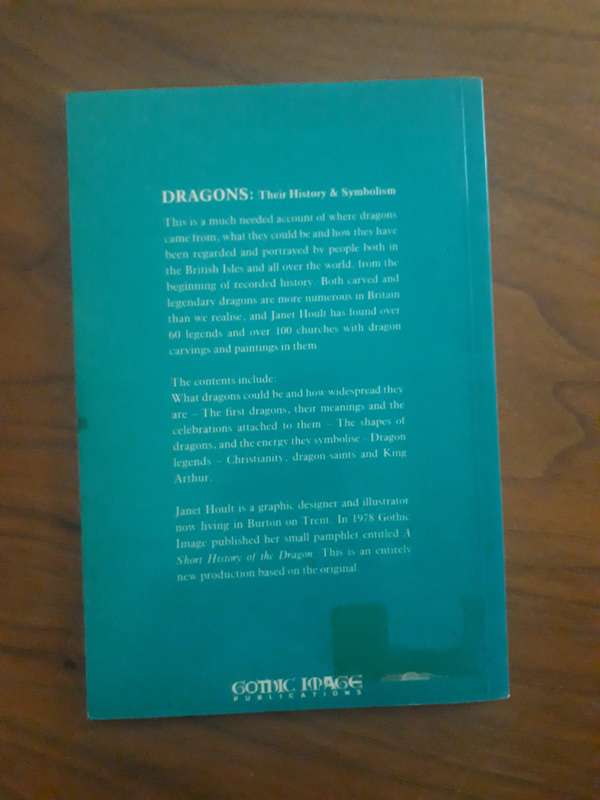 DRAGONS: Their History & Symbolism
This is a much needed account of where dragons
came from, what they could be and how they have
been regarded and portrayed by people both in
the British Isles and all over the world, from the
beginning of recorded history. Both carved and
legendary dragons are more numerous in Britain
than we realise, and Janet Hoult has found over
60 legends and over 100 churches with dragon
carvings and paintings in them
The contents include:
What dragons could be and how widespread they
are – The first dragons, their meanings and the
celebrations attached to them – The shapes of
dragons, and the energy they symbolise – Dragon
legends – Christianity, dragon-saints and King
Arthur.
Janet Hoult is a graphic designer and illustrator
now living in Burton on Trent. In 1978 Gothic
Image published her small pamphlet entitled A
Short History of the Dragon. This is an entirely
new production based on the original.
GOTHIC IMAGE
PUBLICATIONS